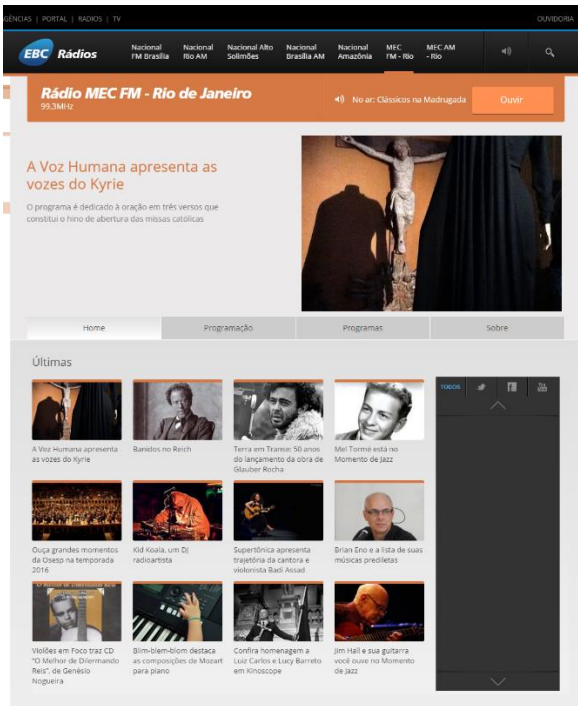 AGÊNCIAS | PORTAL | RADIOS | TV
OUVIDORIA
EBC Rádios
Nacional
FM Brasília
Nacional
Rio AM
Nacional Alto
Solimões
Nacional
Brasília AM
Nacional
Amazônia
MEC
FM - Rio
MEC AM
- Rio
Rádio MEC FM - Rio de Janeiro
99.3MHz
No ar: Clássicos na Madrugada
Ouvir
A Voz Humana apresenta as
vozes do Kyrie
O programa é dedicado à oração em três versos que
constitui o hino de abertura das missas católicas
Home
Programação
Programas
Sobre
Últimas
TODOS
You
Tube
A Voz Humana apresenta
as vozes do Kyrie
Banidos no Reich
Terra em Transe: 50 anos
do lançamento da obra de
Glauber Rocha
Mel Tormé está no
Momento de Jazz
Ouça grandes momentos
da Osesp na temporada
2016
Kid Koala, um DJ
radioartista
Supertônica apresenta
trajetória da cantora e
violonista Badi Assad
Brian Eno e a lista de suas
músicas prediletas
O Melhor de Dilermando
Violões em Foco traz CD
"O Melhor de Dilermando
Reis", de Genésio
Nogueira
Blim-blem-blom destaca
as composições de Mozart
para piano
Confira homenagem a
Luiz Carlos e Lucy Barreto
em Kinoscope
Jim Hall e sua guitarra
você ouve no Momento
de Jazz